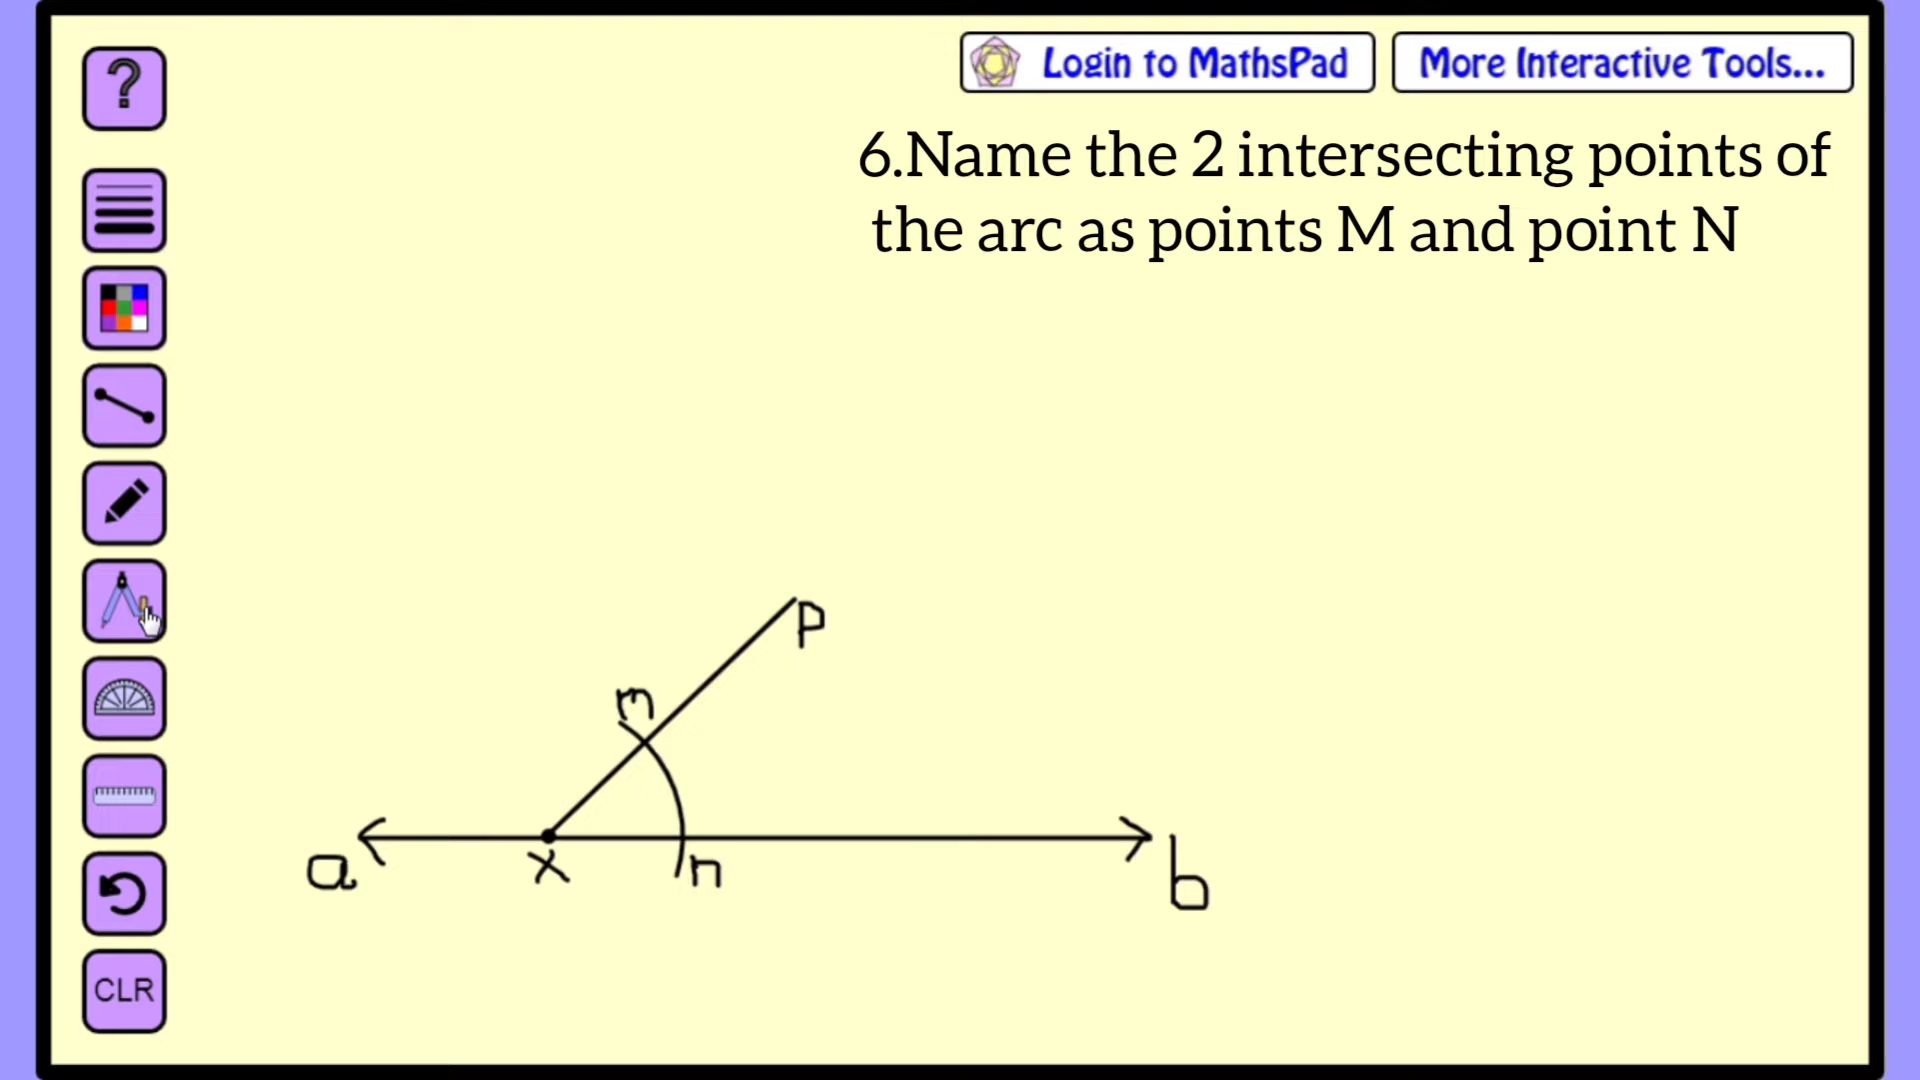 ?
Login to MathsPad
More Interactive Tools...
6.Name the 2 intersecting points of
the arc as points M and point N
p
m
a
x
n
b
CLR